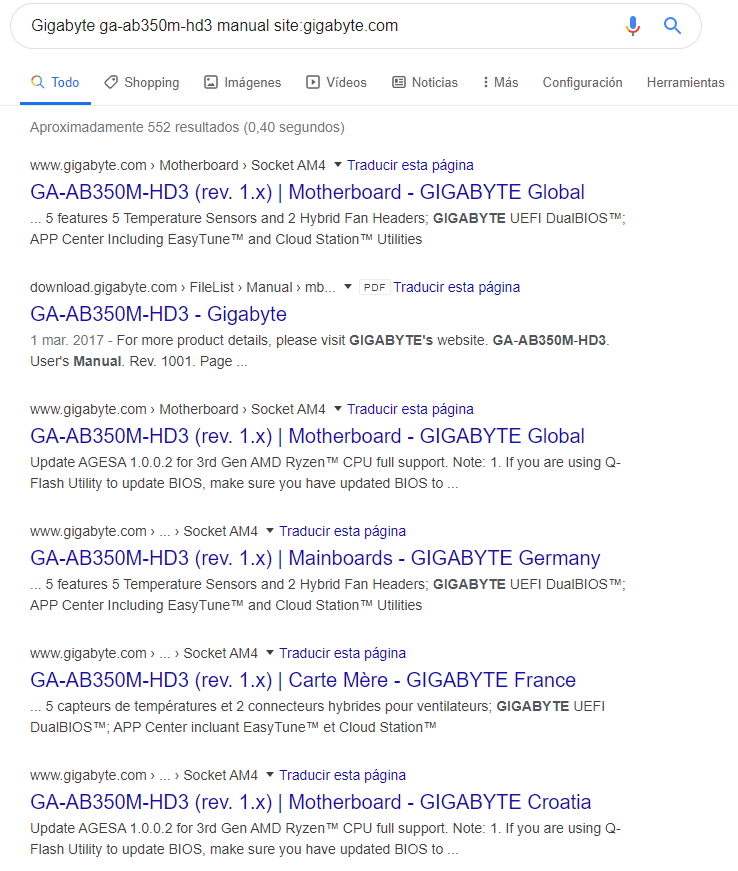 Gigabyte ga-ab350m-hd3 manual site:gigabyte.com
Todo Shopping Imágenes Vídeos Noticias Más Configuración Herramientas
Aproximadamente 552 resultados (0,40 segundos)
www.gigabyte.com › Motherboard › Socket AM4 Traducir esta página
GA-AB350M-HD3 (rev. 1.x) | Motherboard - GIGABYTE Global
... 5 features 5 Temperature Sensors and 2 Hybrid Fan Headers; GIGABYTE UEFI DualBIOS™;
APP Center Including EasyTune™ and Cloud Station™ Utilities
download.gigabyte.com › FileList › Manual › mb... PDF Traducir esta página
GA-AB350M-HD3 - Gigabyte
1 mar. 2017 - For more product details, please visit GIGABYTE's website. GA-AB350M-HD3.
User's Manual. Rev. 1001. Page ...
www.gigabyte.com › Motherboard › Socket AM4 Traducir esta página
GA-AB350M-HD3 (rev. 1.x) | Motherboard - GIGABYTE Global
Update AGESA 1.0.0.2 for 3rd Gen AMD Ryzen™ CPU full support. Note: 1. If you are using Q-
Flash Utility to update BIOS, make sure you have updated BIOS to ...
www.gigabyte.com › ... › Socket AM4 Traducir esta página
GA-AB350M-HD3 (rev. 1.x) | Mainboards - GIGABYTE Germany
... 5 features 5 Temperature Sensors and 2 Hybrid Fan Headers; GIGABYTE UEFI DualBIOS™;
APP Center Including EasyTune™ and Cloud Station™ Utilities
www.gigabyte.com › ... › Socket AM4 Traducir esta página
GA-AB350M-HD3 (rev. 1.x) | Carte Mère - GIGABYTE France
... 5 capteurs de températures et 2 connecteurs hybrides pour ventilateurs; GIGABYTE UEFI
DualBIOS™; APP Center incluant EasyTune™ et Cloud Station™
www.gigabyte.com › ... › Socket AM4 Traducir esta página
GA-AB350M-HD3 (rev. 1.x) | Motherboard - GIGABYTE Croatia
Update AGESA 1.0.0.2 for 3rd Gen AMD Ryzen™ CPU full support. Note: 1. If you are using Q-
Flash Utility to update BIOS, make sure you have updated BIOS to ...